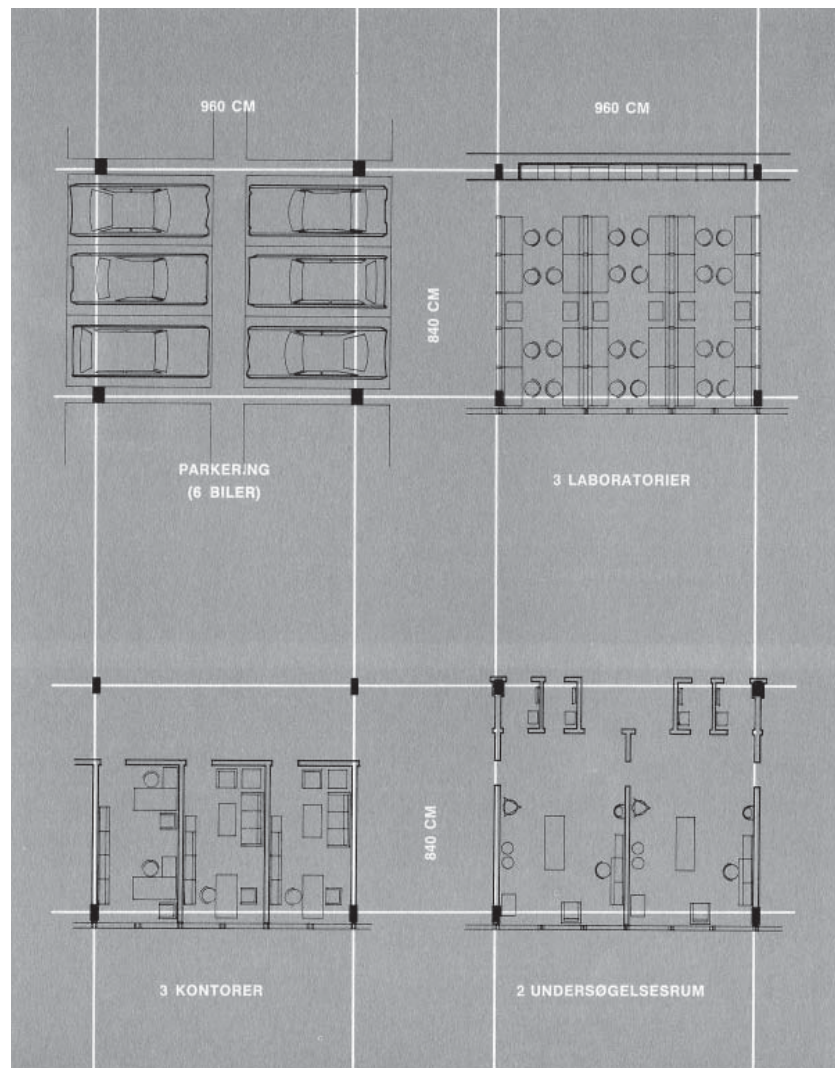 960 CM
960 CM
840 CM
PARKERING
(6 BILER)
3 LABORATORIER
840 CM
3 KONTORER
2 UNDERSØGELSESRUM